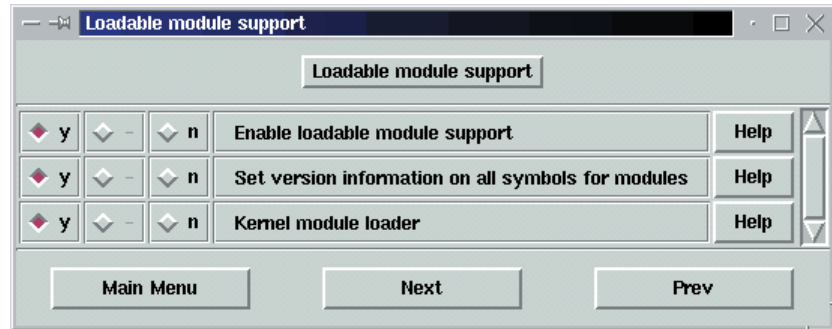 Loadable module support
Loadable module support
y - n Enable loadable module support Help
y - n Set version information on all symbols for modules Help
y - n Kernel module loader Help
Main Menu Next Prev